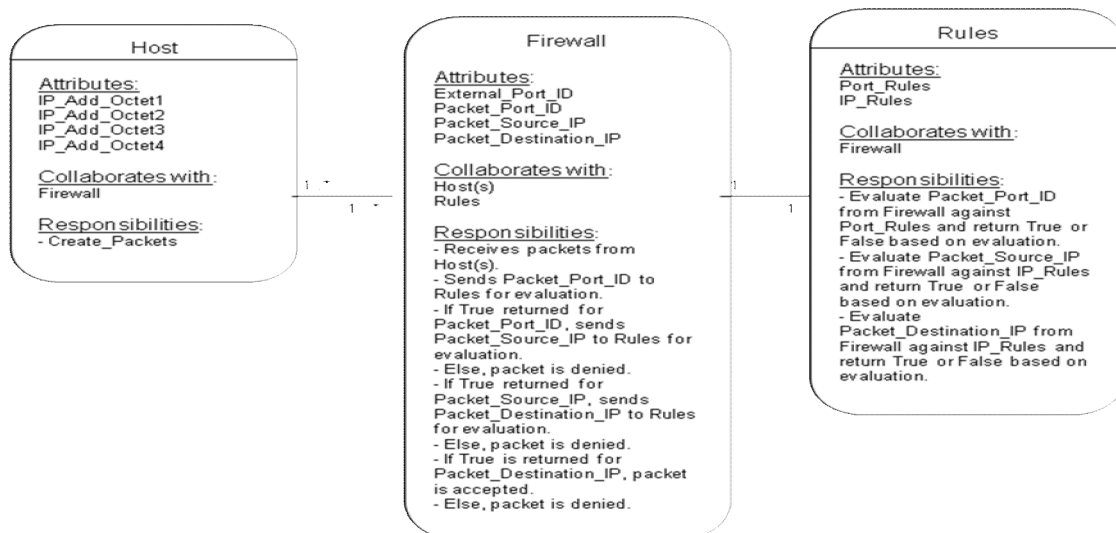 Host
Attributes:
IP_Add_Octet1
IP_Add_Octet2
IP_Add_Octet3
IP_Add_Octet4
Collaborates with:
Firewall
Responsibilities:
- Create_Packets
1..*
1..*
Firewall
Attributes:
External_Port_ID
Packet_Port_ID
Packet_Source_IP
Packet_Destination_IP
Collaborates with:
Host(s)
Rules
Responsibilities:
- Receives packets from
Host(s).
- Sends Packet_Port_ID to
Rules for evaluation.
- If True returned for
Packet_Port_ID, sends
Packet_Source_IP to Rules for
evaluation.
- Else, packet is denied.
- If True returned for
Packet_Source_IP, sends
Packet_Destination_IP to Rules
for evaluation.
- Else, packet is denied.
- If True is returned for
Packet_Destination_IP, packet
is accepted.
- Else, packet is denied.
1
1
Rules
Attributes:
Port_Rules
IP_Rules
Collaborates with:
Firewall
Responsibilities:
- Evaluate Packet_Port_ID
from Firewall against
Port_Rules and return True or
False based on evaluation.
- Evaluate Packet_Source_IP
from Firewall against IP_Rules
and return True or False
based on evaluation.
- Evaluate
Packet_Destination_IP from
Firewall against IP_Rules and
return True or False based on
evaluation.